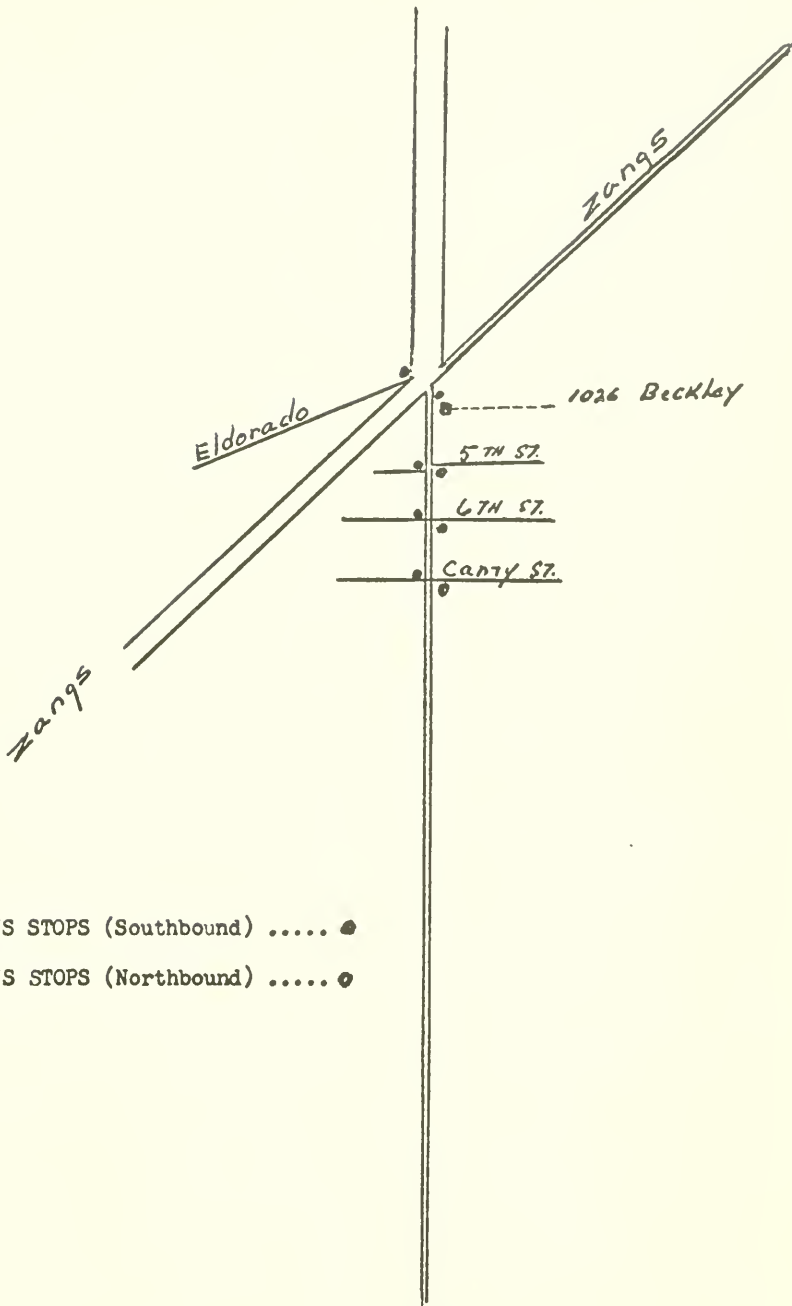 Zangs
1026 Beckley
Eldorado
5TH ST.
6TH ST.
Canty ST.
Zangs
S STOPS (Southbound) .....
S STOPS (Northbound) .....